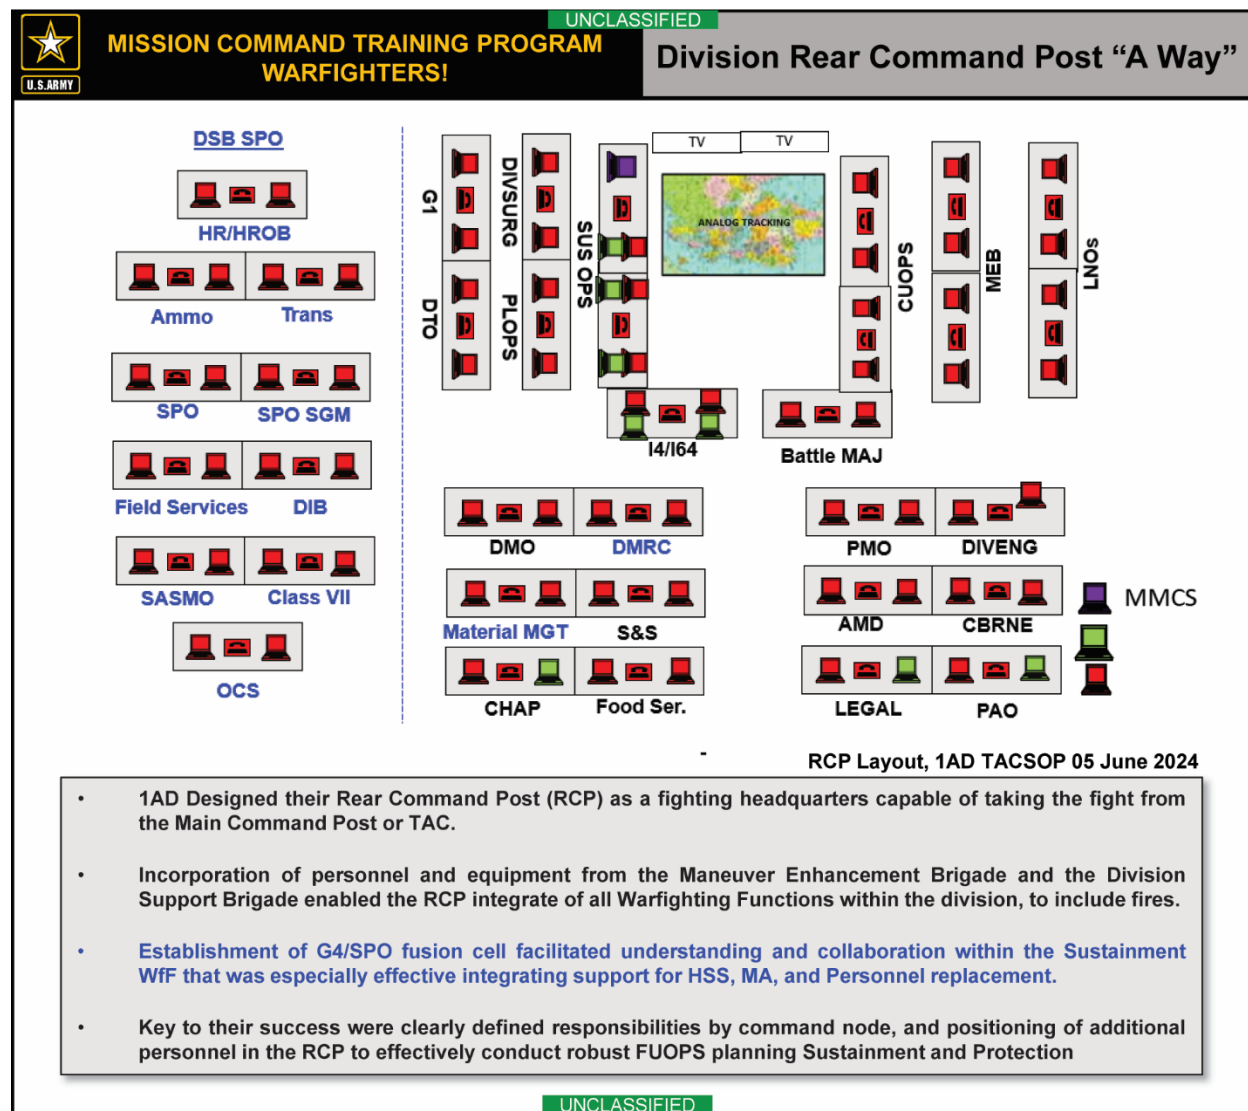 UNCLASSIFIED
U.S.ARMY
MISSION COMMAND TRAINING PROGRAM
WARFIGHTERS!
Division Rear Command Post “A Way”
DSB SPO
HR/HROB
Ammo
Trans
SPO
SPO SGM
Field Services
DIB
SASMO
Class VII
OCS
G1
DTO
DIVSURG
PLOPS
SUS OPS
TV
TV
ANALOG TRACKING
CUOPS
MEB
LNOs
I4/I64
Battle MAJ
DMO
DMRC
Material MGT
S&S
CHAP
Food Ser.
PMO
DIVENG
AMD
CBRNE
LEGAL
PAO
MMCS
-
RCP Layout, 1AD TACSOP 05 June 2024
• 1AD Designed their Rear Command Post (RCP) as a fighting headquarters capable of taking the fight from
the Main Command Post or TAC.
• Incorporation of personnel and equipment from the Maneuver Enhancement Brigade and the Division
Support Brigade enabled the RCP integrate of all Warfighting Functions within the division, to include fires.
• Establishment of G4/SPO fusion cell facilitated understanding and collaboration within the Sustainment
WfF that was especially effective integrating support for HSS, MA, and Personnel replacement.
• Key to their success were clearly defined responsibilities by command node, and positioning of additional
personnel in the RCP to effectively conduct robust FUOPS planning Sustainment and Protection
UNCLASSIFIED